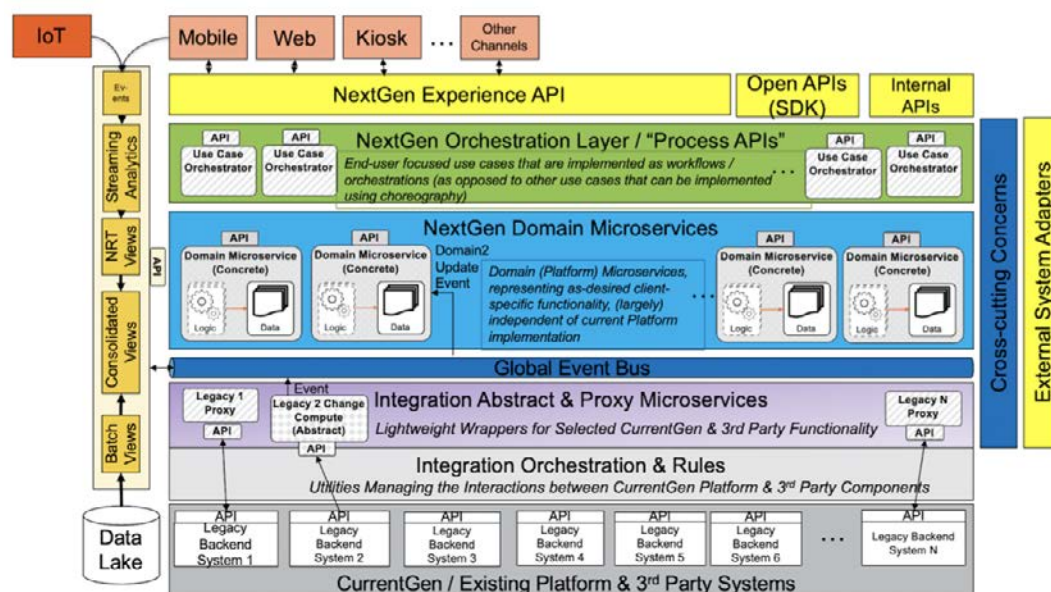 IoT
Mobile
Web
Kiosk
...
Other
Channels
Ev-
ents
Streaming
Analytics
NRT
Views
Consolidated
Views
Batch
Views
API
Data
Lake
NextGen Experience API
Open APIs
(SDK)
Internal
APIs
NextGen Orchestration Layer / “Process APIs”
API
Use Case
Orchestrator
API
Use Case
Orchestrator
End-user focused use cases that are implemented as workflows /
orchestrations (as opposed to other use cases that can be implemented
using choreography)
...
API
Use Case
Orchestrator
API
Use Case
Orchestrator
NextGen Domain Microservices
API
Domain Microservice
(Concrete)
Logic
Data
API
Domain Microservice
(Concrete)
Logic
Data
Domain2
Update
Event
Domain (Platform) Microservices,
representing as-desired client-
specific functionality, (largely)
independent of current Platform
implementation
...
API
Domain Microservice
(Concrete)
Logic
Data
API
Domain Microservice
(Concrete)
Logic
Data
Global Event Bus
Event
Legacy 1
Proxy
API
Legacy 2 Change
Compute
(Abstract)
API
Integration Abstract & Proxy Microservices
Lightweight Wrappers for Selected CurrentGen & 3rd Party Functionality
Legacy N
Proxy
API
Integration Orchestration & Rules
Utilities Managing the Interactions between CurrentGen Platform & 3rd Party Components
API
Legacy
Backend
System 1
API
Legacy
Backend
System 2
API
Legacy
Backend
System 3
API
Legacy
Backend
System 4
API
Legacy
Backend
System 5
API
Legacy
Backend
System 6
...
API
Legacy Backend
System N
CurrentGen / Existing Platform & 3rd Party Systems
Cross-cutting Concerns
External System Adapters